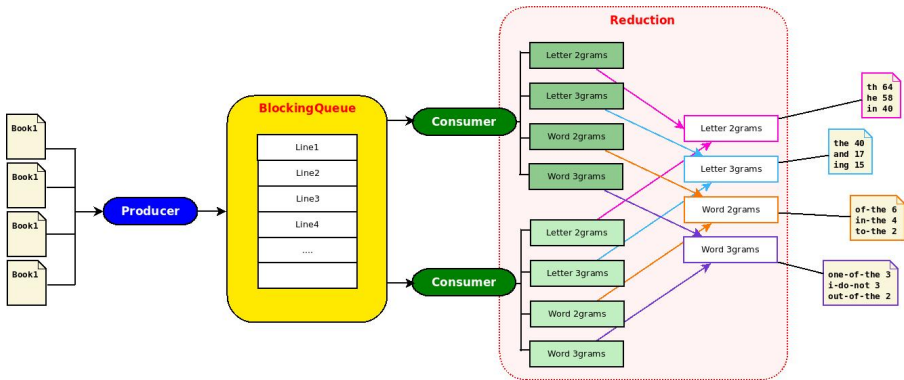 Reduction
Book1
Book1
Book1
Book1
Producer
BlockingQueue
Line1
Line2
Line3
Line4
....
Consumer
Consumer
Letter 2grams
Letter 3grams
Word 2grams
Word 3grams
Letter 2grams
Letter 3grams
Word 2grams
Word 3grams
Letter 2grams
Letter 3grams
Word 2grams
Word 3grams
th 64
he 58
in 40
the 40
and 17
ing 15
of-the 6
in-the 4
to-the 2
one-of-the 3
i-do-not 3
out-of-the 2